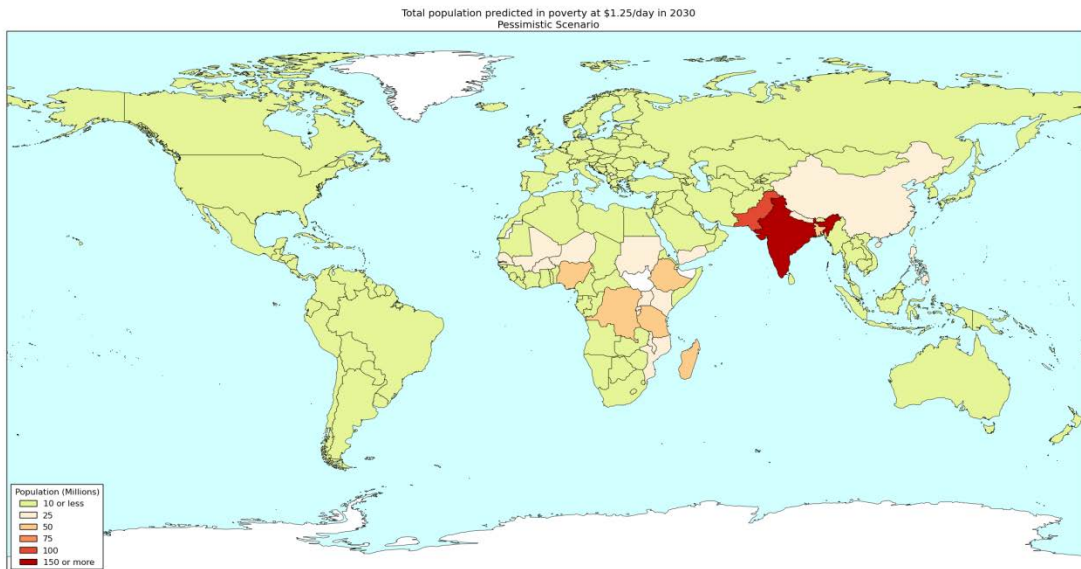 Total population predicted in poverty at $1.25/day in 2030
Pessimistic Scenario
Population (Millions)
10 or less
25
50
75
100
150 or more